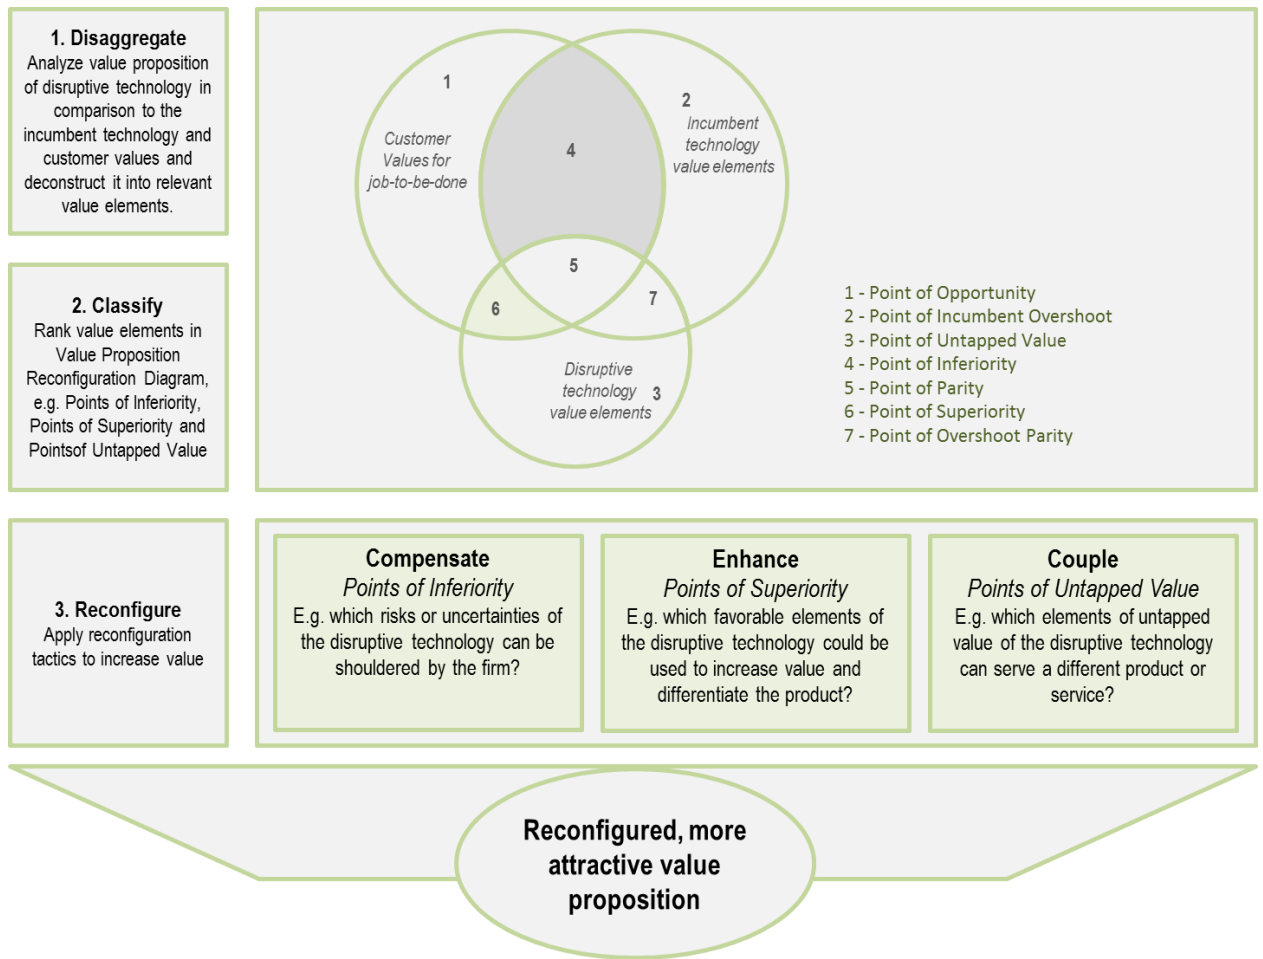 1. Disaggregate
Analyze value proposition
of disruptive technology in
comparison to the
incumbent technology and
customer values and
deconstruct it into relevant
value elements.
2. Classify
Rank value elements in
Value Proposition
Reconfiguration Diagram,
e.g. Points of Inferiority,
Points of Superiority and
Pointsof Untapped Value
1
Customer
Values for
job-to-be-done
2
Incumbent
technology
value elements
4
5
6
7
Disruptive
technology
value elements
3
1 - Point of Opportunity
2 - Point of Incumbent Overshoot
3 - Point of Untapped Value
4 - Point of Inferiority
5 - Point of Parity
6 - Point of Superiority
7 - Point of Overshoot Parity
3. Reconfigure
Apply reconfiguration
tactics to increase value
Compensate
Points of Inferiority
E.g. which risks or uncertainties of
the disruptive technology can be
shouldered by the firm?
Enhance
Points of Superiority
E.g. which favorable elements of
the disruptive technology could be
used to increase value and
differentiate the product?
Couple
Points of Untapped Value
E.g. which elements of untapped
value of the disruptive technology
can serve a different product or
service?
Reconfigured, more
attractive value
proposition